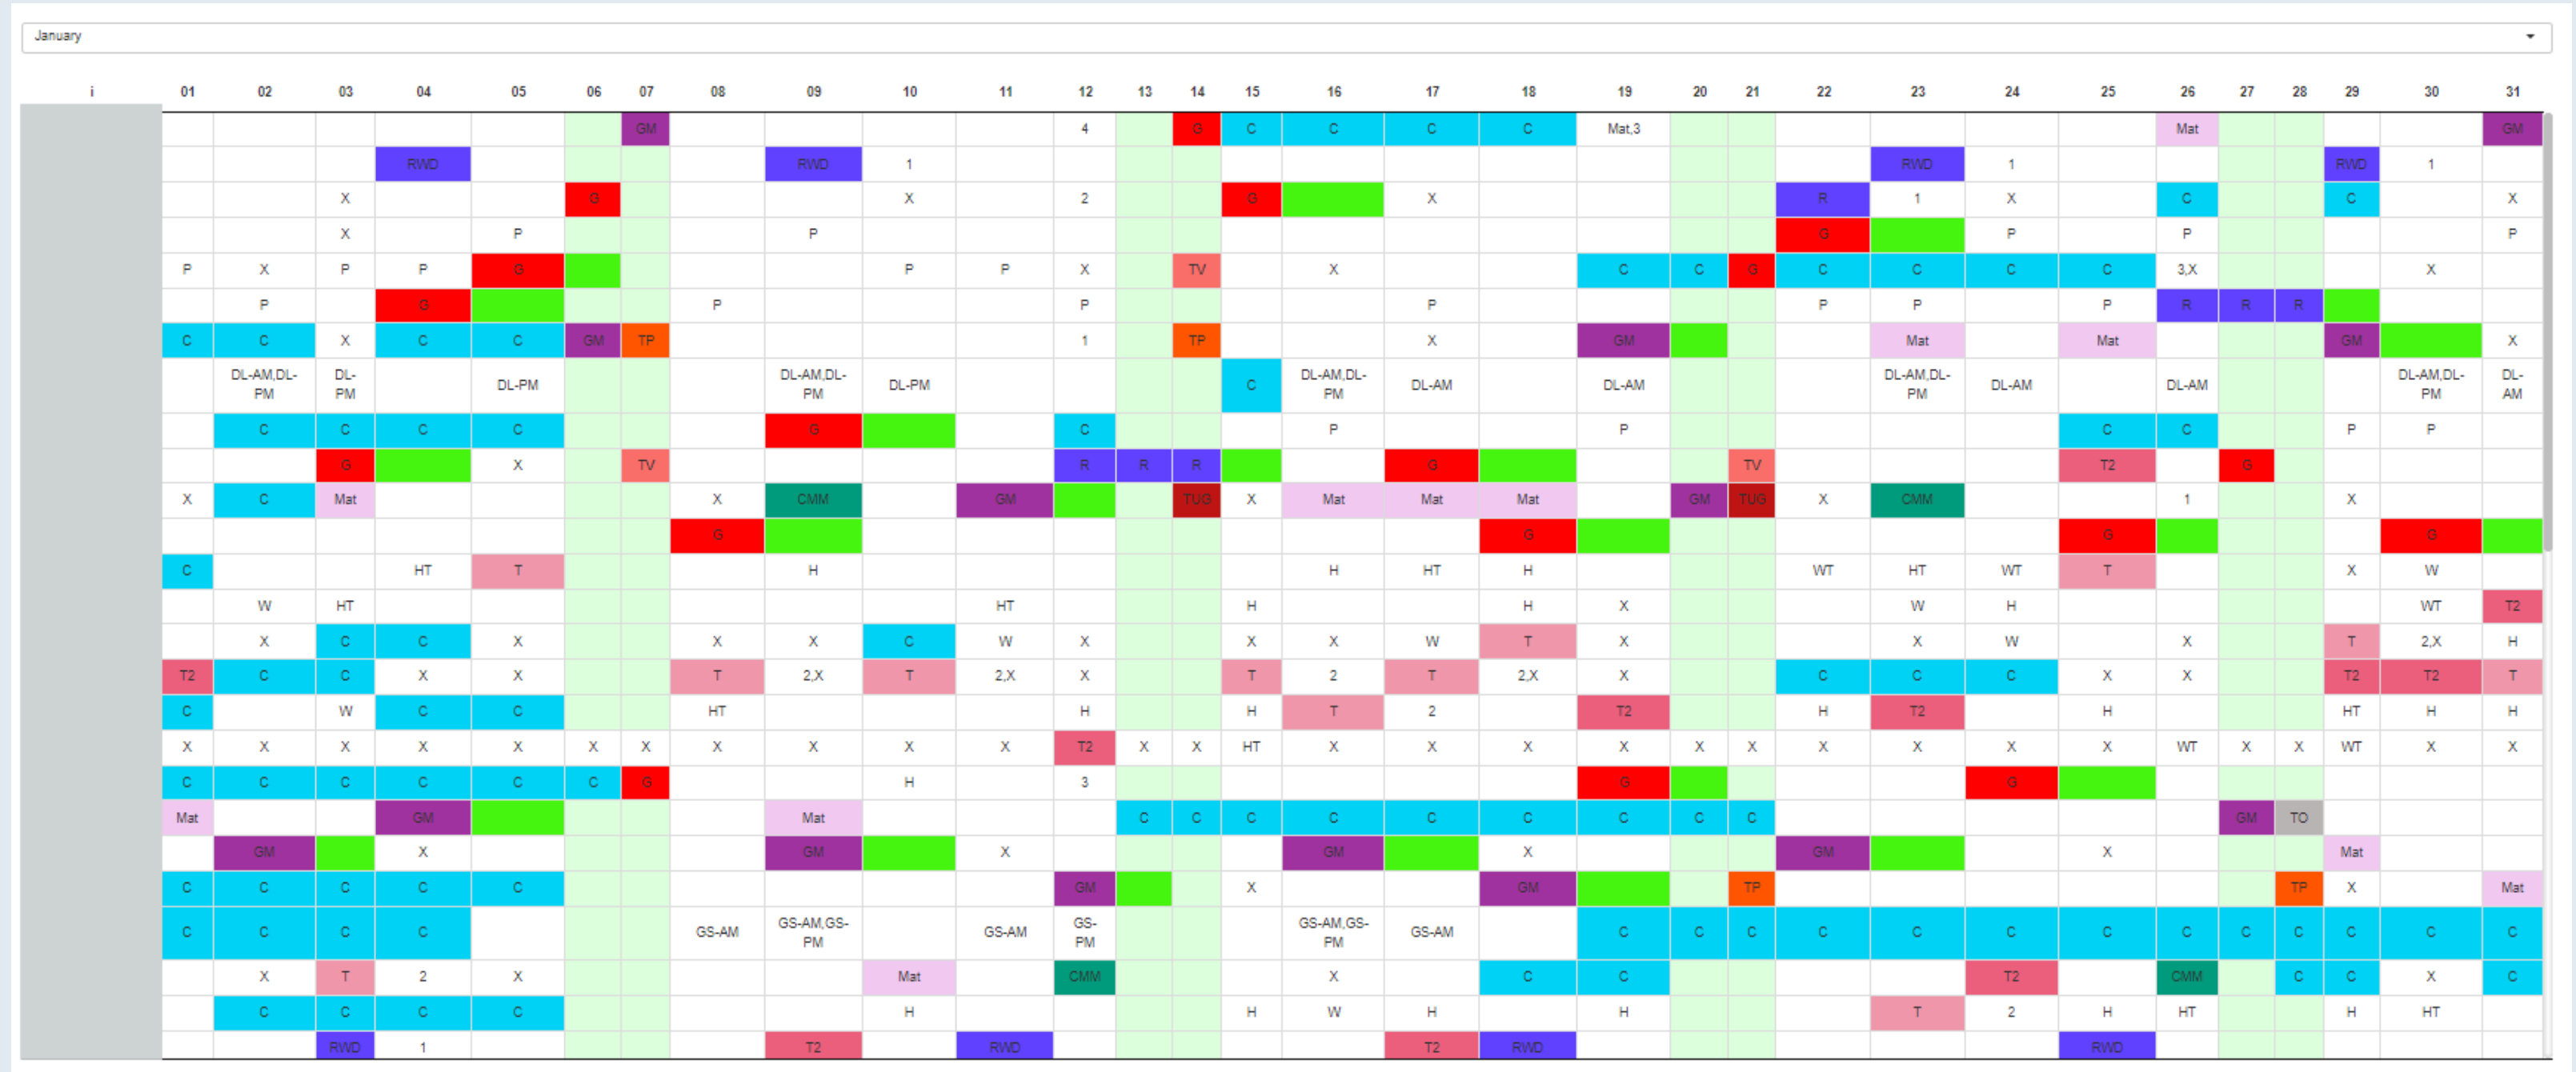 January
i 01 02 03 04 05 06 07 08 09 10 11 12 13 14 15 16 17 18 19 20 21 22 23 24 25 26 27 28 29 30 31
GM 4 G C C C C Mat,3 Mat GM
RWD RWD 1 RWD 1 RWD 1
X G X 2 G X R 1 X C C X
X P P G P P P
P X P P G P P X TV X C C G C C C C 3,X X
P G P P P P P P R R R
C C X C C GM TP 1 TP X GM Mat Mat GM X
DL-AM,DL-PM DL-PM DL-PM DL-AM,DL-PM DL-PM C DL-AM,DL-PM DL-AM DL-AM DL-AM,DL-PM DL-AM DL-AM DL-AM,DL-PM DL-AM
C C C C G C P P C C P P
G X TV R R R G TV T2 G
X C Mat X CMM GM TUG X Mat Mat Mat GM TUG X CMM 1 X
G G G G
C HT T H H HT H WT HT WT T X W
W HT HT H H X W H WT T2
X C C X X X C W X X X W T X X W X T 2,X H
T2 C C X X T 2,X T 2,X X T 2 T 2,X X C C C X X T2 T2 T
C W C C HT H H T 2 T2 H T2 H HT H H
X X X X X X X X X X X T2 X X HT X X X X X X X X X X WT X X WT X X
C C C C C C G H 3 G G
Mat GM Mat C C C C C C C C C GM TO
GM X GM X GM X GM X Mat
C C C C C GM X GM TP TP X Mat
C C C C GS-AM GS-AM,GS-PM GS-AM GS-PM GS-AM,GS-PM GS-AM C C C C C C C C C C C C C
X T 2 X Mat CMM X C C T2 CMM C C X C
C C C C H H W H H T 2 H HT H HT
RWD 1 T2 RWD T2 RWD RWD